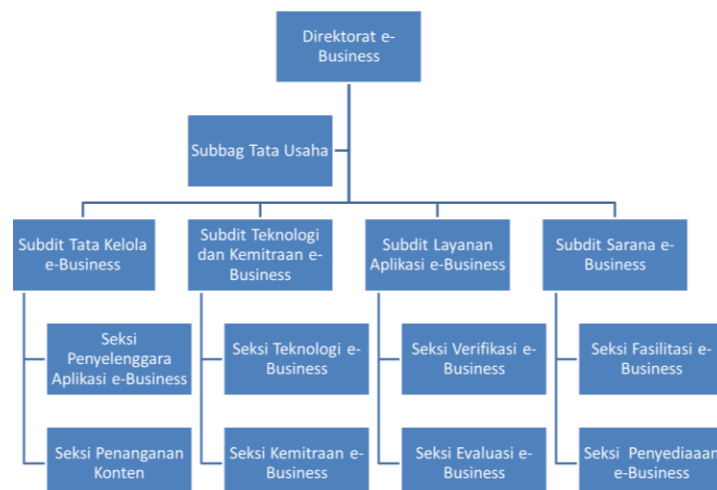 Direktorat e-
Business
Subbag Tata Usaha
Subdit Tata Kelola
e-Business
Subdit Teknologi
dan Kemitraan e-
Business
Subdit Layanan
Aplikasi e-Business
Subdit Sarana e-
Business
Seksi
Penyelenggara
Aplikasi e-Business
Seksi Teknologi e-
Business
Seksi Verifikasi e-
Business
Seksi Fasilitasi e-
Business
Seksi Penanganan
Konten
Seksi Kemitraan e-
Business
Seksi Evaluasi e-
Business
Seksi Penyediaaan
e-Business